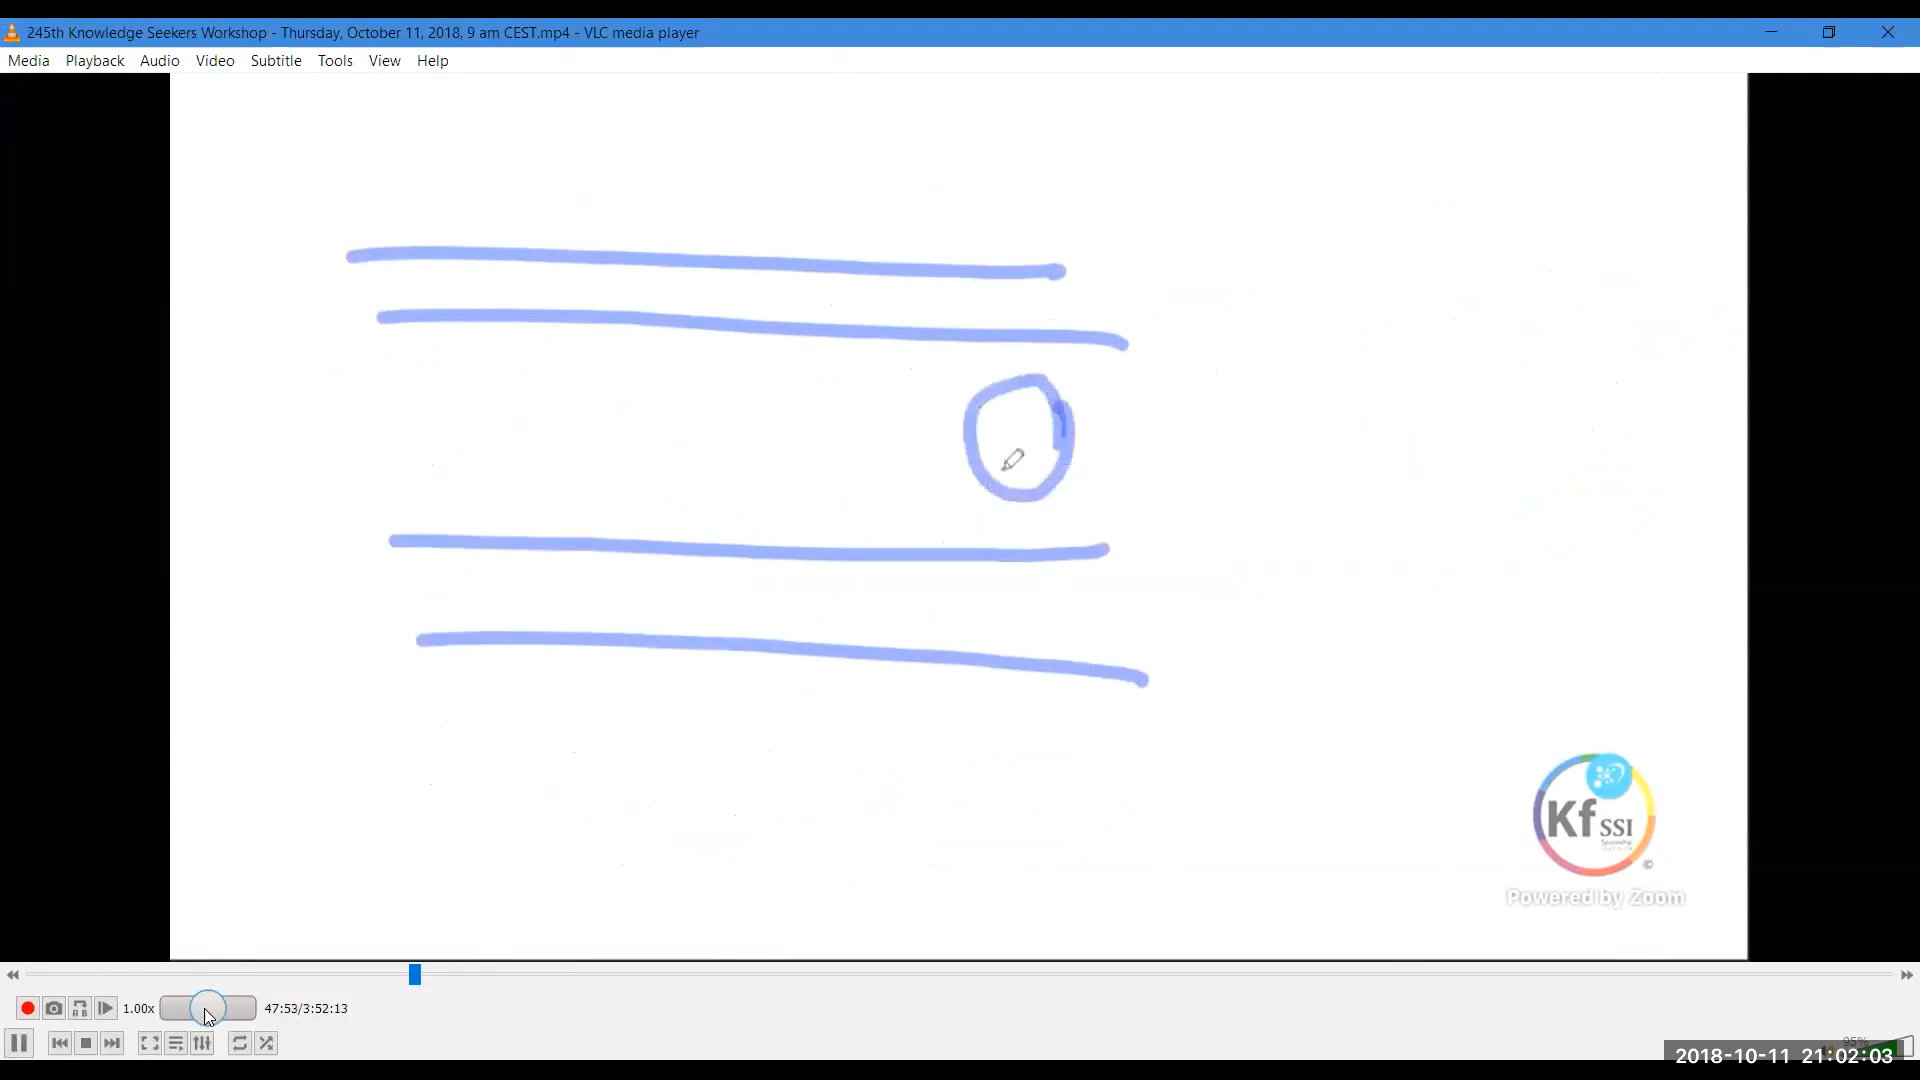 245th Knowledge Seekers Workshop - Thursday, October 11, 2018, 9 am CEST.mp4 - VLC media player
Media Playback Audio Video Subtitle Tools View Help
Kf SSI
©
Powered by Zoom
1.00x 47:53/3:52:13
95%
2018-10-11 21:02:03